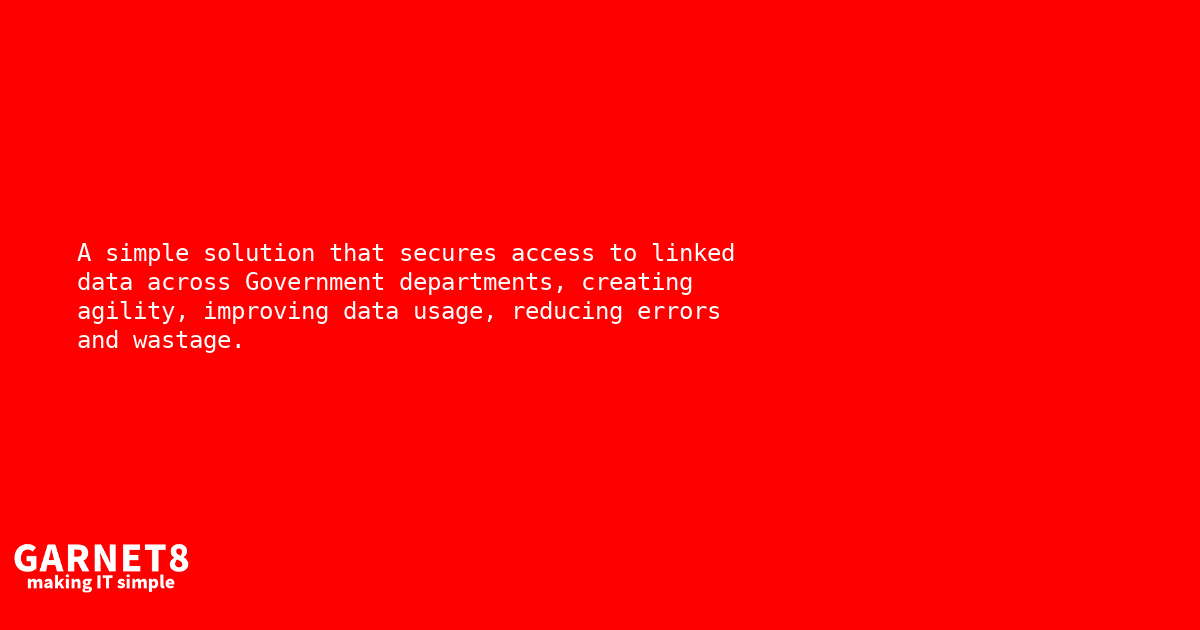 A simple solution that secures access to linked
data across Government departments, creating
agility, improving data usage, reducing errors
and wastage.
GARNET8
making IT simple